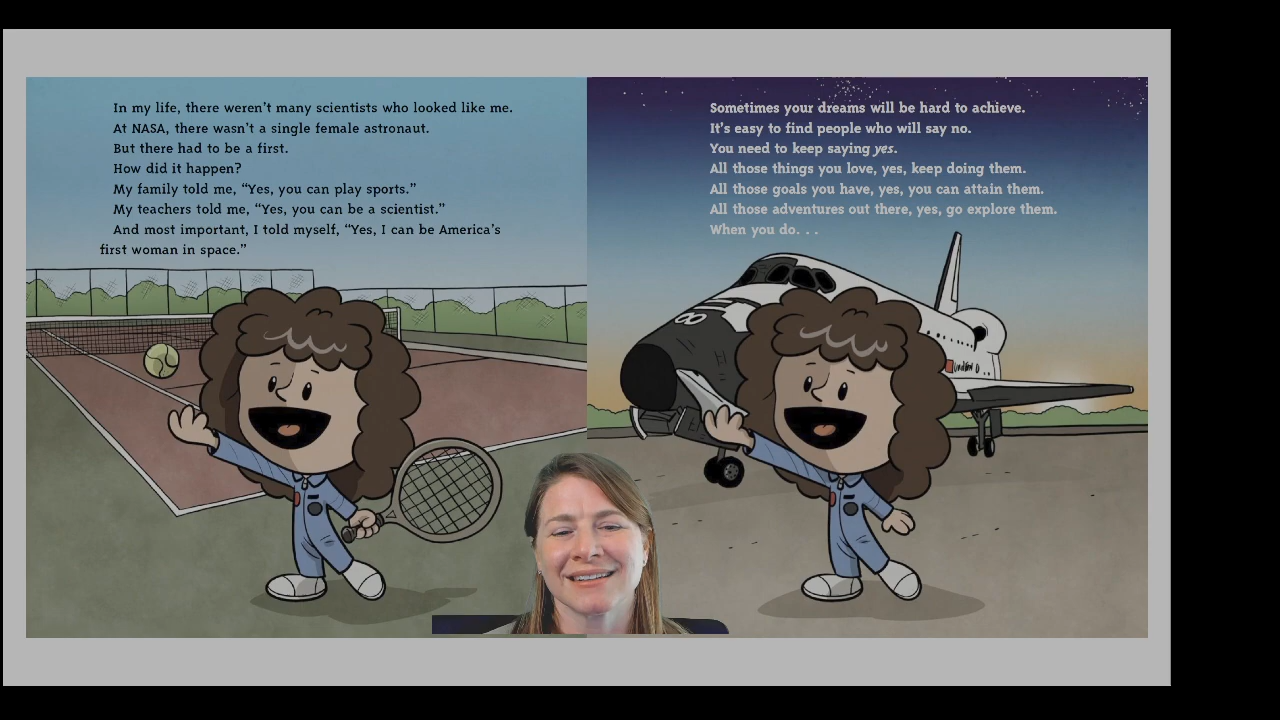 In my life, there weren't many scientists who looked like me.
At NASA, there wasn't a single female astronaut.
But there had to be a first.
How did it happen?
My family told me, “Yes, you can play sports.”
My teachers told me, “Yes, you can be a scientist.”
And most important, I told myself, “Yes, I can be America's
first woman in space.”
Sometimes your dreams will be hard to achieve.
It's easy to find people who will say no.
You need to keep saying yes.
All those things you love, yes, keep doing them.
All those goals you have, yes, you can attain them.
All those adventures out there, yes, go explore them.
When you do. . .